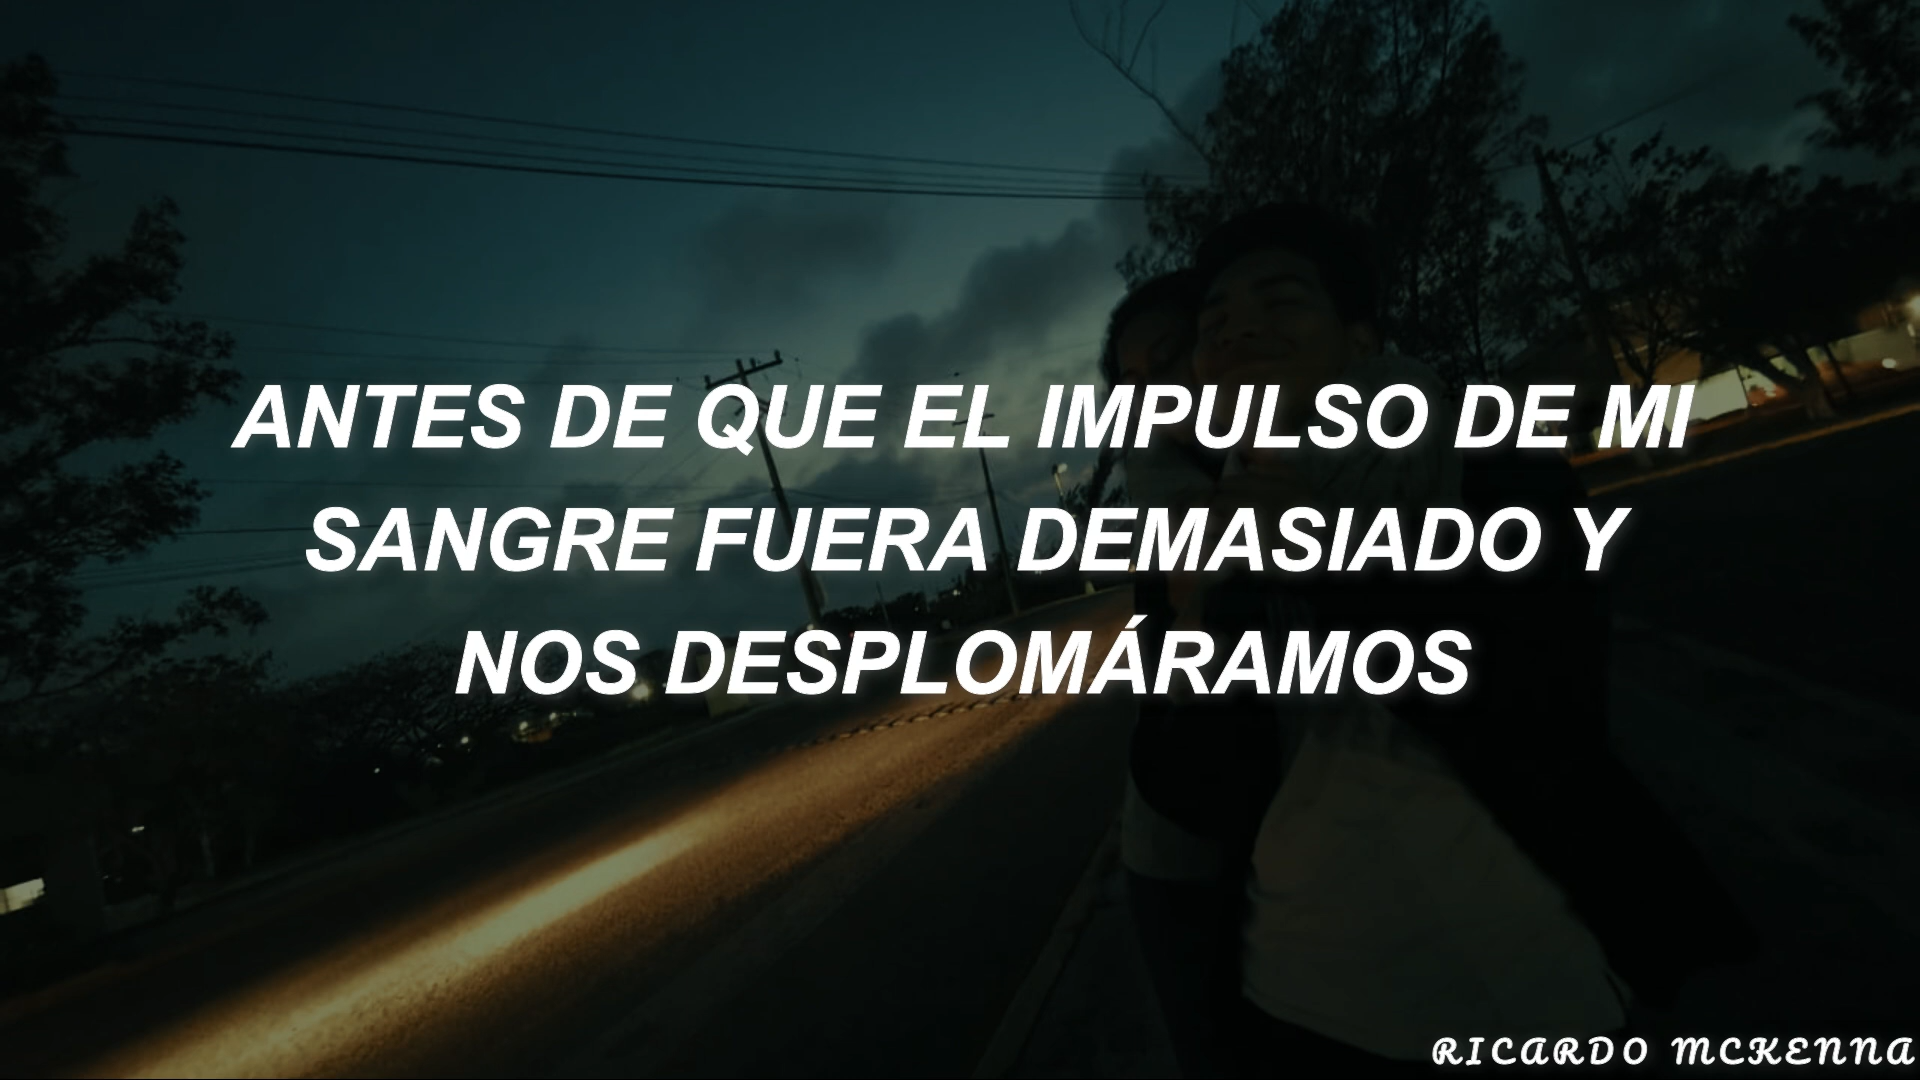 ANTES DE QUE EL IMPULSO DE MI
SANGRE FUERA DEMASIADO Y
NOS DESPLOMÁRAMOS
RICARDO MCKENNA